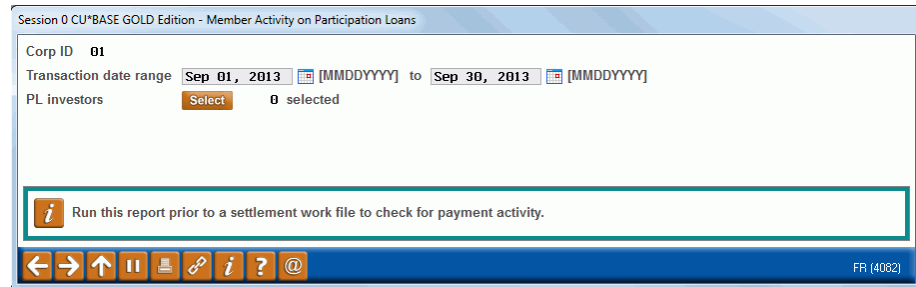 Session 0 CU*BASE GOLD Edition - Member Activity on Participation Loans
Corp ID 01
Transaction date range Sep 01, 2013 [MMDDYYYY] to Sep 30, 2013 [MMDDYYYY]
PL investors Select 0 selected
i Run this report prior to a settlement work file to check for payment activity.
i ? @ FR (4082)